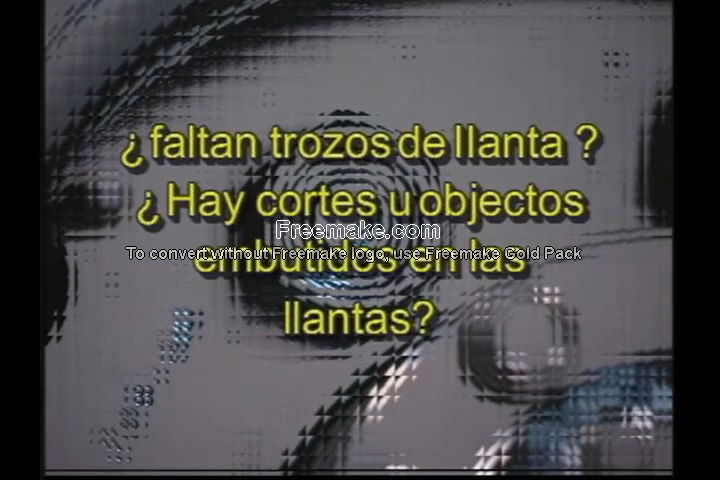 ¿faltan trozos de llanta ?
¿Hay cortes u objectos
Freemake.com
To convert without Freemake logo, use Freemake Gold Pack
embutidos en las
llantas?